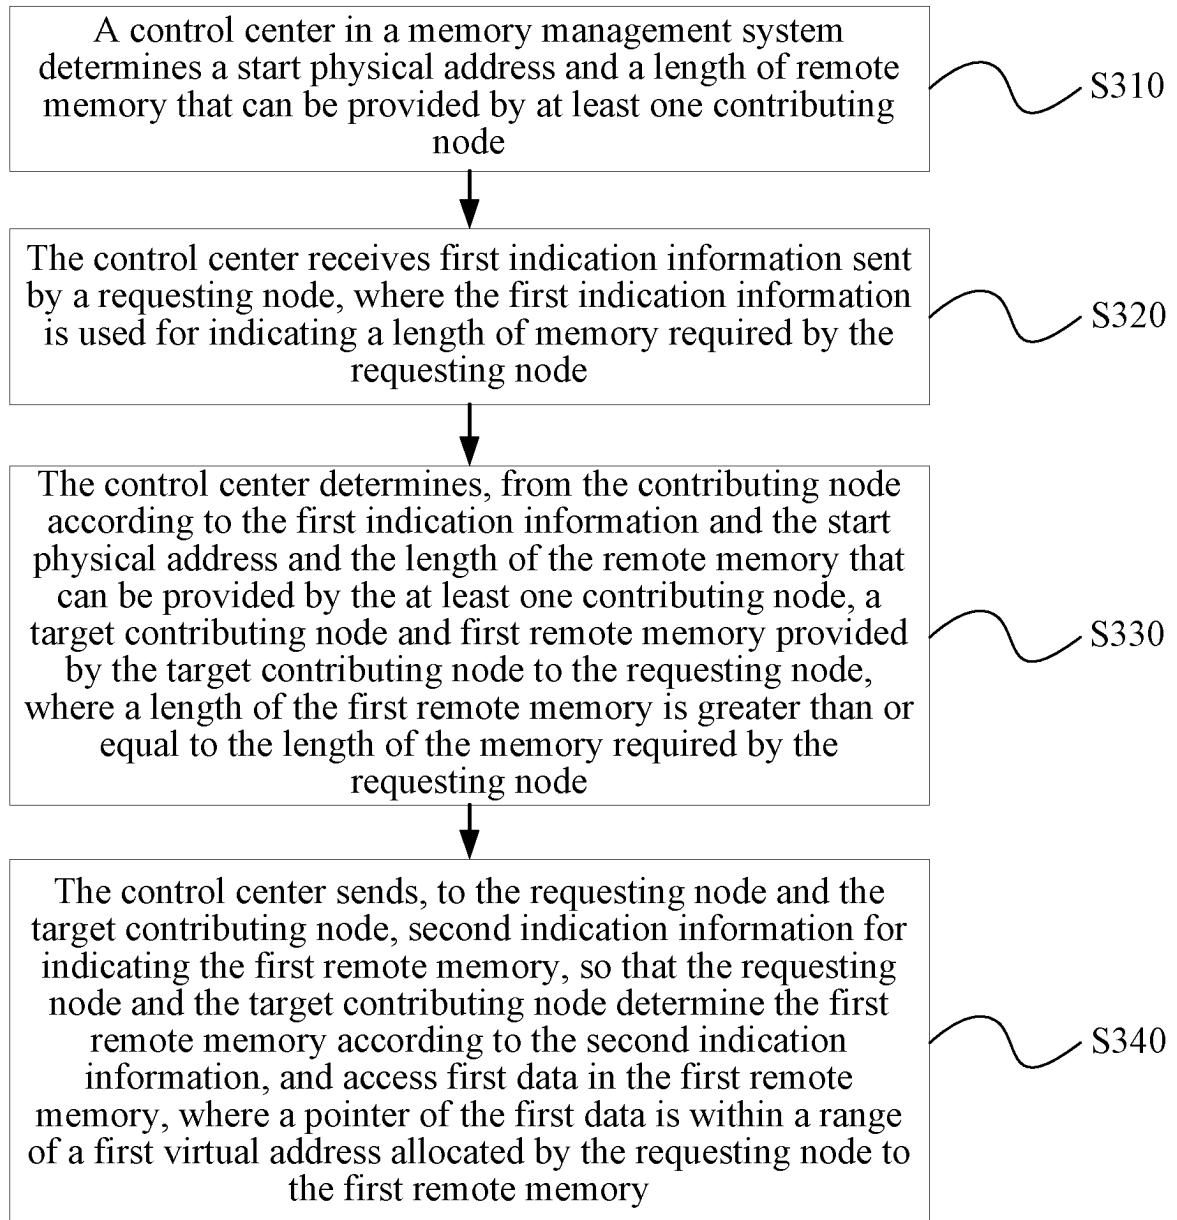 A control center in a memory management system
determines a start physical address and a length of remote
memory that can be provided by at least one contributing
node
S310
The control center receives first indication information sent
by a requesting node, where the first indication information
is used for indicating a length of memory required by the
requesting node
S320
The control center determines, from the contributing node
according to the first indication information and the start
physical address and the length of the remote memory that
can be provided by the at least one contributing node, a
target contributing node and first remote memory provided
by the target contributing node to the requesting node,
where a length of the first remote memory is greater than or
equal to the length of the memory required by the
requesting node
S330
The control center sends, to the requesting node and the
target contributing node, second indication information for
indicating the first remote memory, so that the requesting
node and the target contributing node determine the first
remote memory according to the second indication
information, and access first data in the first remote
memory, where a pointer of the first data is within a range
of a first virtual address allocated by the requesting node to
the first remote memory
S340